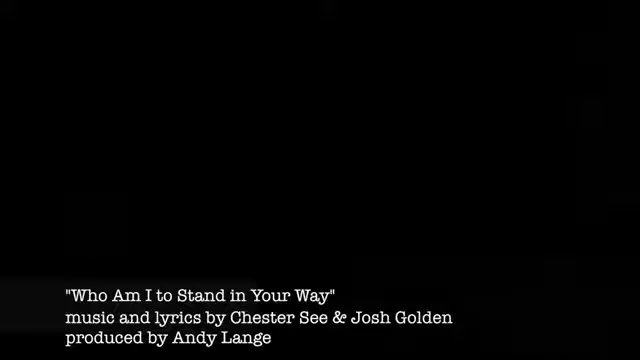 "Who Am I to Stand in Your Way"
music and lyrics by Chester See & Josh Golden
produced by Andy Lange